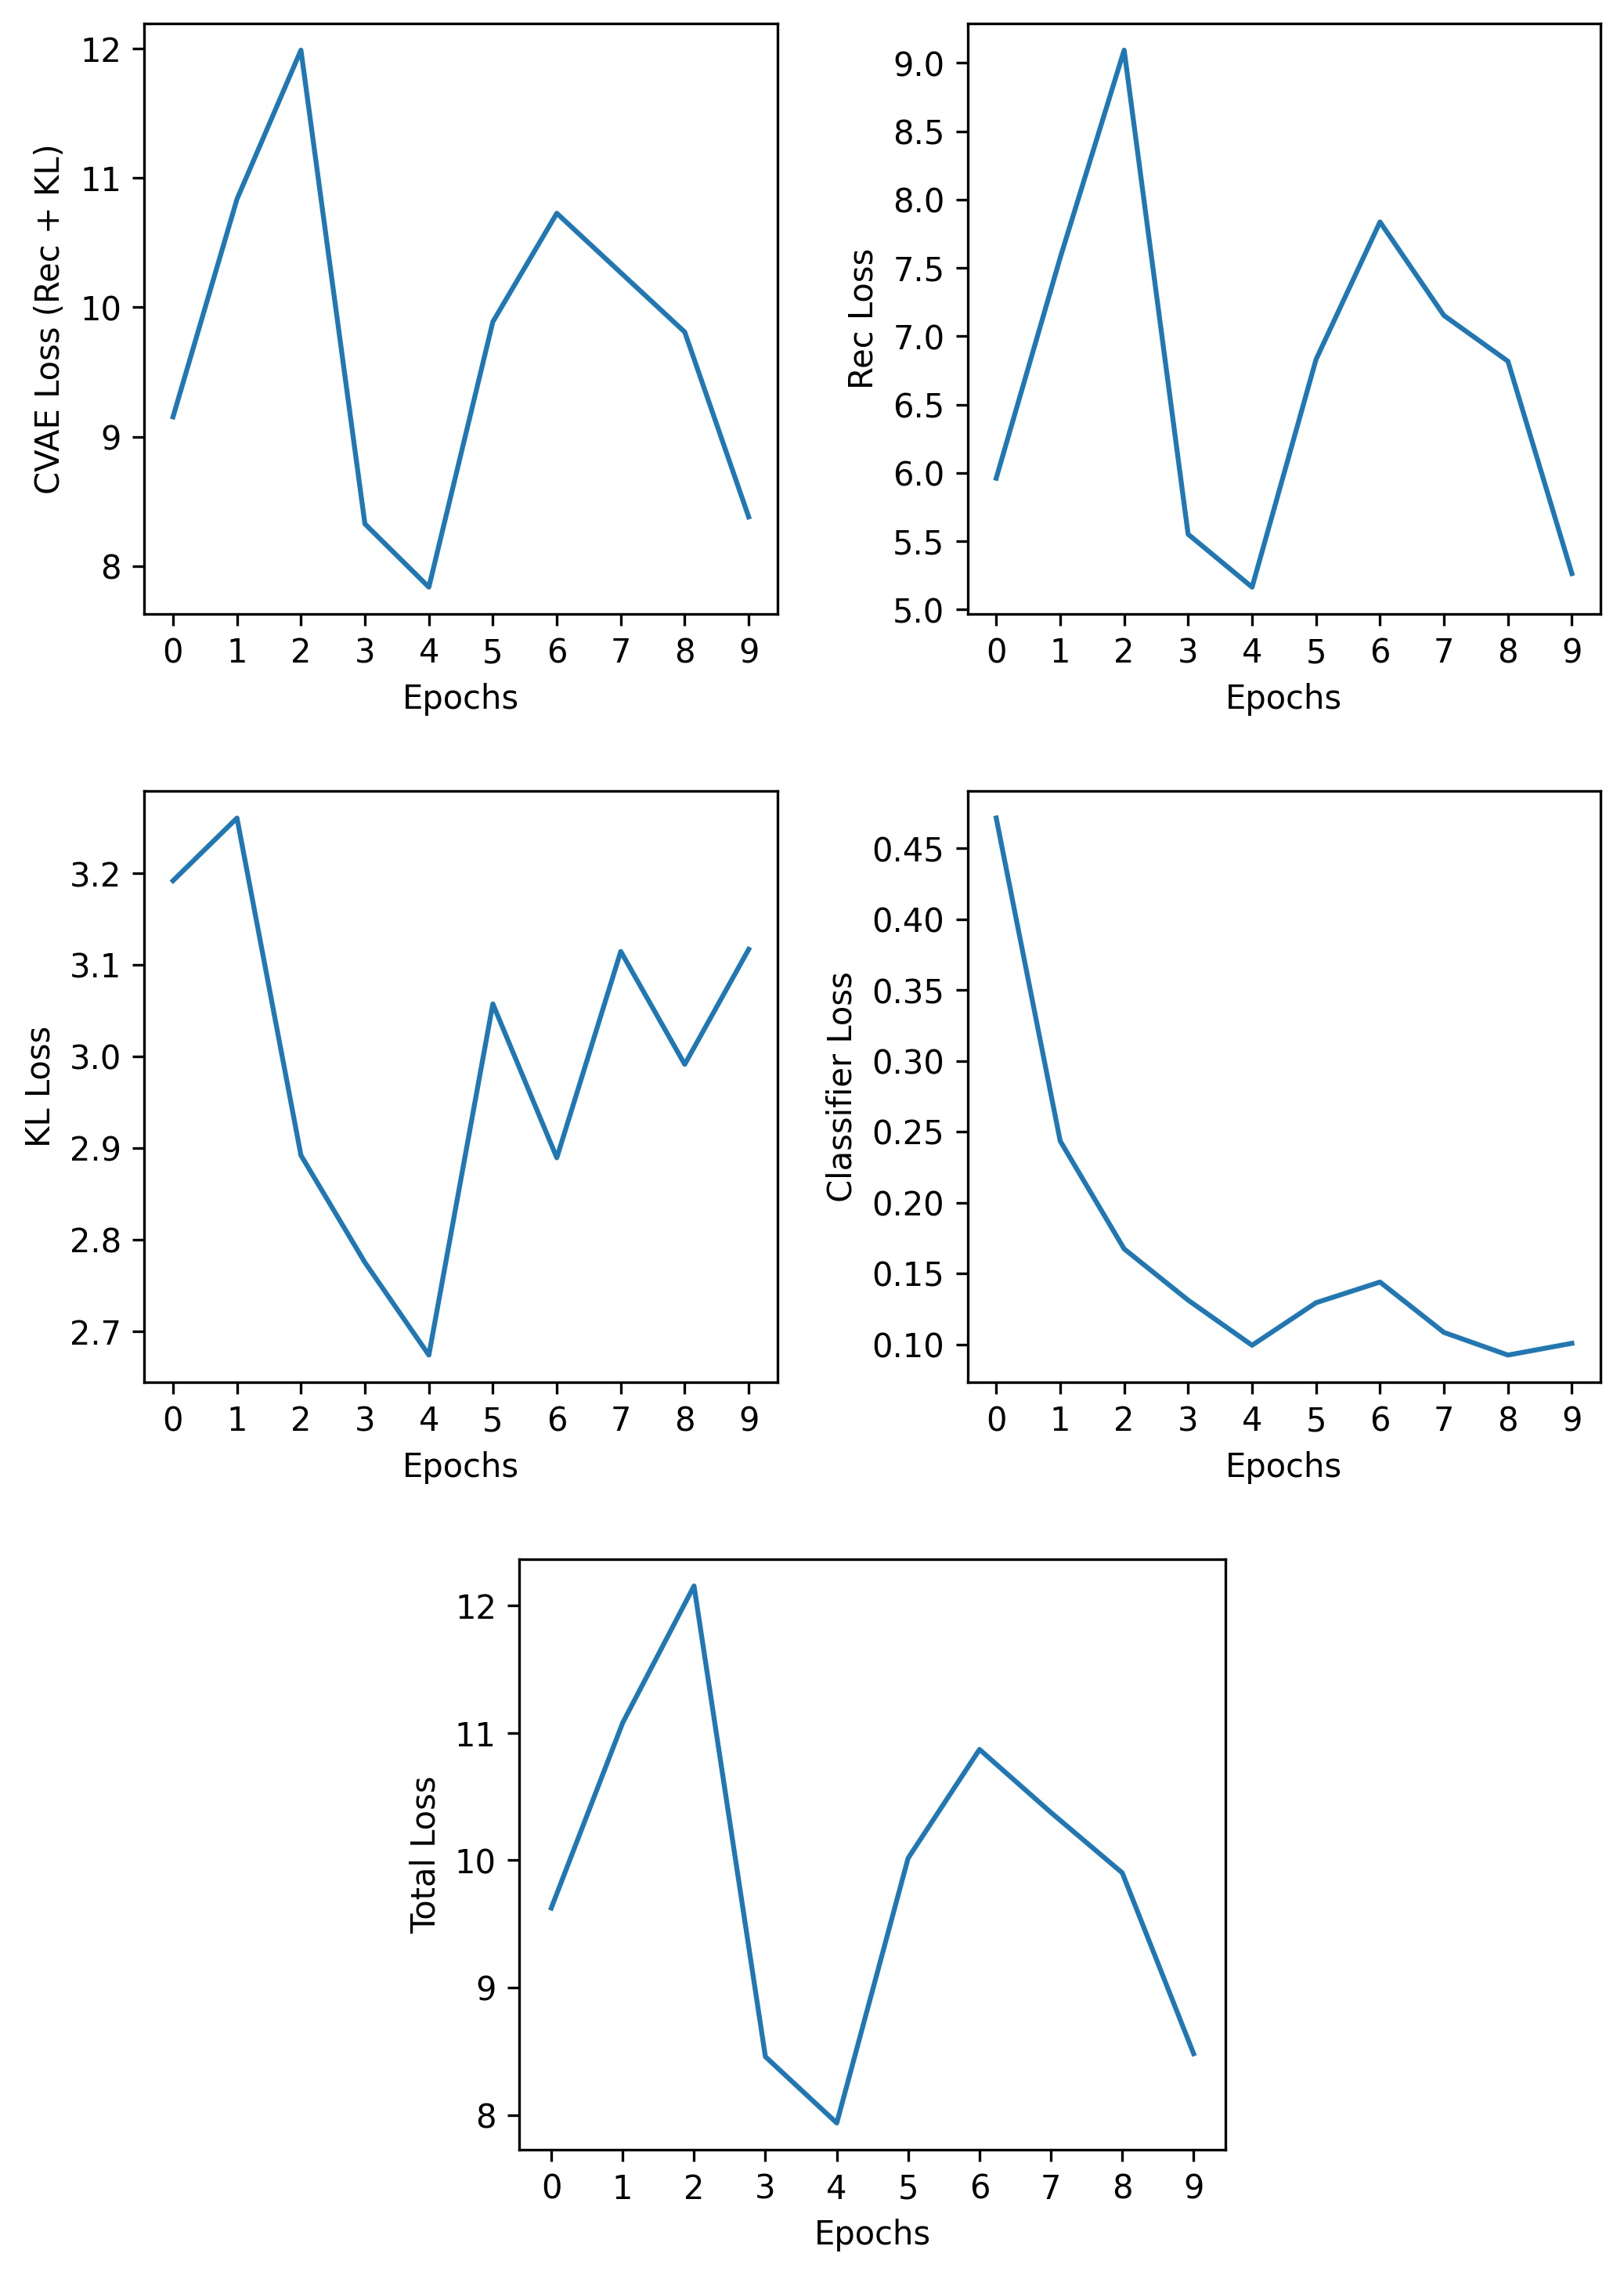 CVAE Loss (Rec + KL)
12
11
10
9
8
0 1 2 3 4 5 6 7 8 9
Epochs
Rec Loss
9.0
8.5
8.0
7.5
7.0
6.5
6.0
5.5
5.0
0 1 2 3 4 5 6 7 8 9
Epochs
KL Loss
3.2
3.1
3.0
2.9
2.8
2.7
0 1 2 3 4 5 6 7 8 9
Epochs
Classifier Loss
0.45
0.40
0.35
0.30
0.25
0.20
0.15
0.10
0 1 2 3 4 5 6 7 8 9
Epochs
Total Loss
12
11
10
9
8
0 1 2 3 4 5 6 7 8 9
Epochs